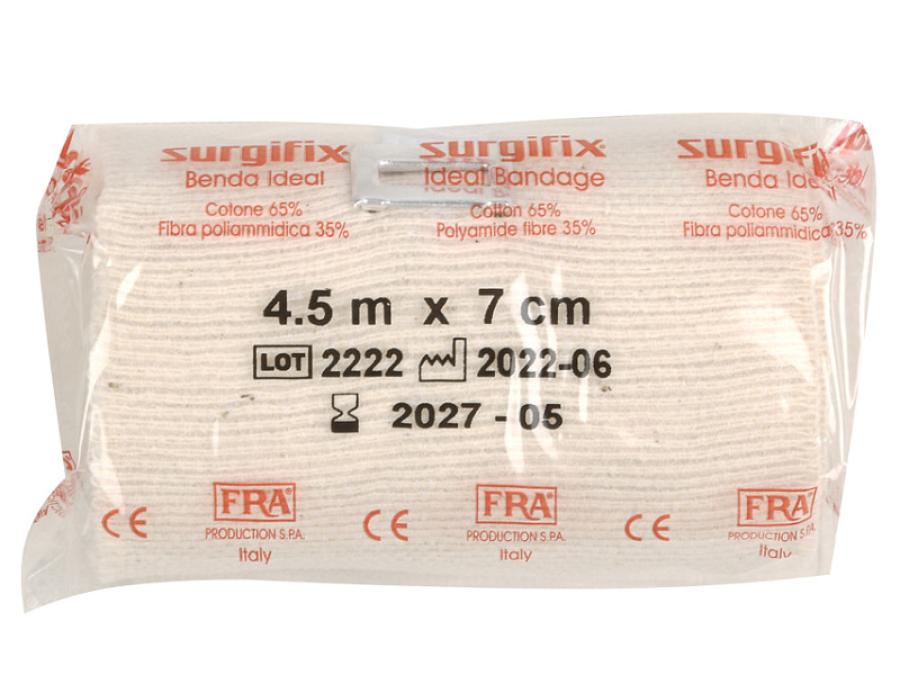 surgifix surgifix surgifix
Benda Ideal Ideal Bandage Benda Ideal
Cotone 65% Cotton 65% Cotone 65%
Fibra poliammidica 35% Polyamide fibre 35% Fibra poliammidica 35%
4.5 m x 7 cm
LOT 2222 2022-06
2027 - 05
CE FRA® CE FRA® CE FRA®
PRODUCTION S.P.A. PRODUCTION S.P.A. PRODUCTION S.P.A.
Italy Italy Italy